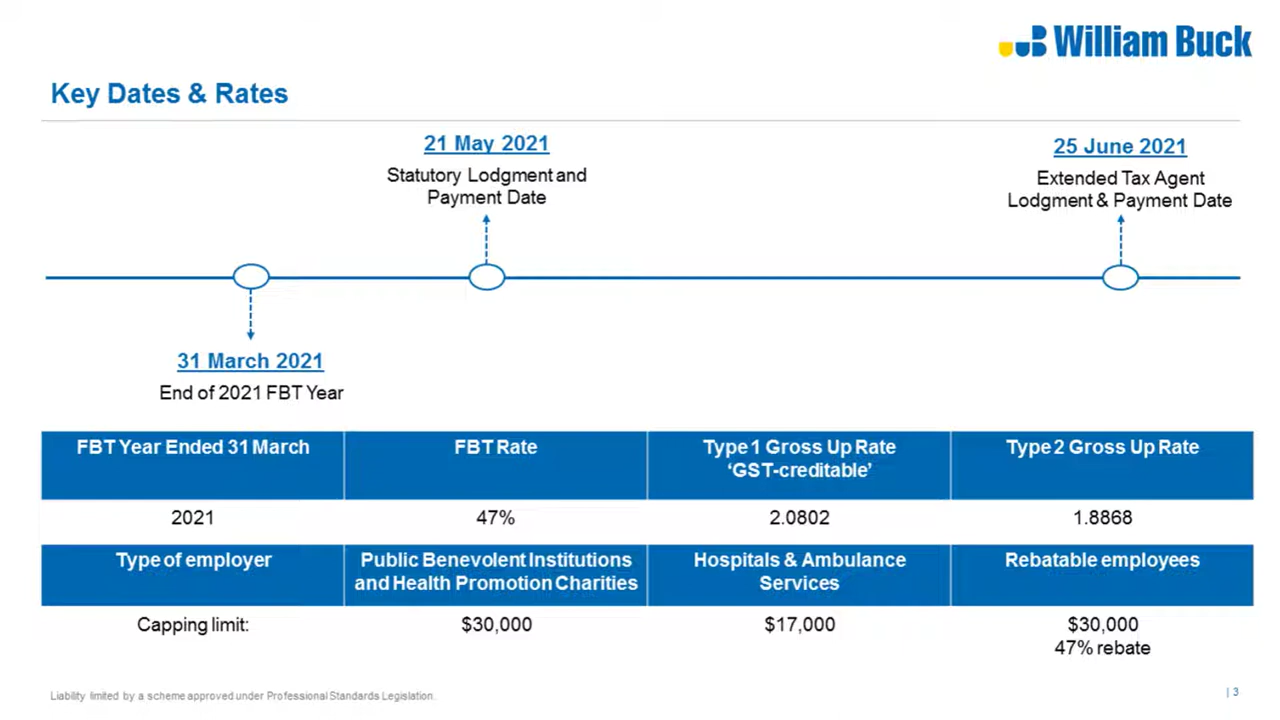 William Buck
Key Dates & Rates
21 May 2021
Statutory Lodgment and
Payment Date
25 June 2021
Extended Tax Agent
Lodgment & Payment Date
31 March 2021
End of 2021 FBT Year
FBT Year Ended 31 March
FBT Rate
Type 1 Gross Up Rate
‘GST-creditable’
Type 2 Gross Up Rate
2021
47%
2.0802
1.8868
Type of employer
Public Benevolent Institutions
and Health Promotion Charities
Hospitals & Ambulance
Services
Rebatable employees
Capping limit:
$30,000
$17,000
$30,000
47% rebate
Liability limited by a scheme approved under Professional Standards Legislation.
| 3